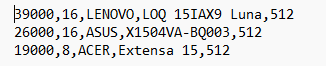 39000,16,LENOVO,LOQ 15IAX9 Luna,512
26000,16,ASUS,X1504VA-BQ003,512
19000,8,ACER,Extensa 15,512